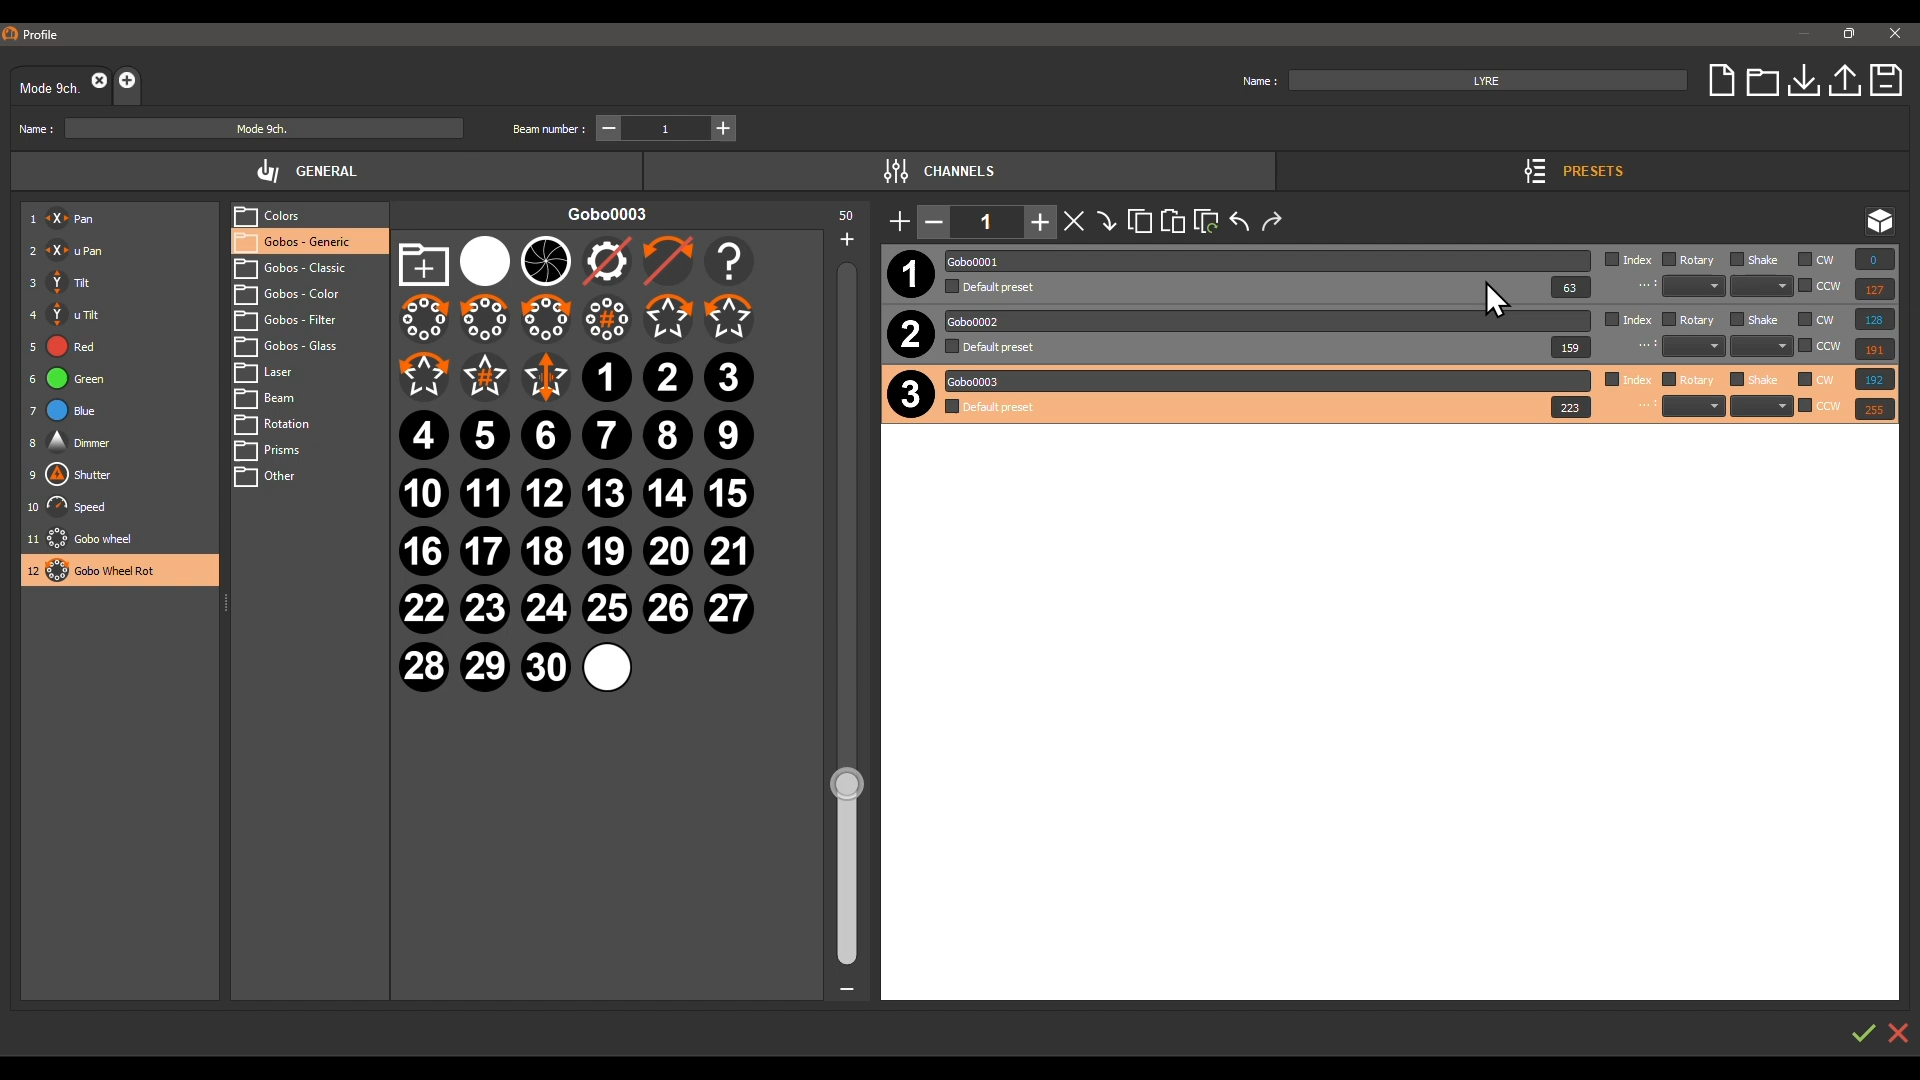 Profile
Mode 9ch.
Name : LYRE
Name : Mode 9ch. Beam number : 1
GENERAL CHANNELS PRESETS
1 X Pan
2 X u Pan
3 Y Tilt
4 Y u Tilt
5 Red
6 Green
7 Blue
8 Dimmer
9 Shutter
10 Speed
11 Gobo wheel
12 Gobo Wheel Rot
Colors
Gobos - Generic
Gobos - Classic
Gobos - Color
Gobos - Filter
Gobos - Glass
Laser
Beam
Rotation
Prisms
Other
Gobo0003
?
#
# 1 2 3
4 5 6 7 8 9
10 11 12 13 14 15
16 17 18 19 20 21
22 23 24 25 26 27
28 29 30
50
1
1 Gobo0001 Index Rotary Shake CW 0
Default preset 63 ... : CCW 127
2 Gobo0002 Index Rotary Shake CW 128
Default preset 159 ... : CCW 191
3 Gobo0003 Index Rotary Shake CW 192
Default preset 223 ... : CCW 255